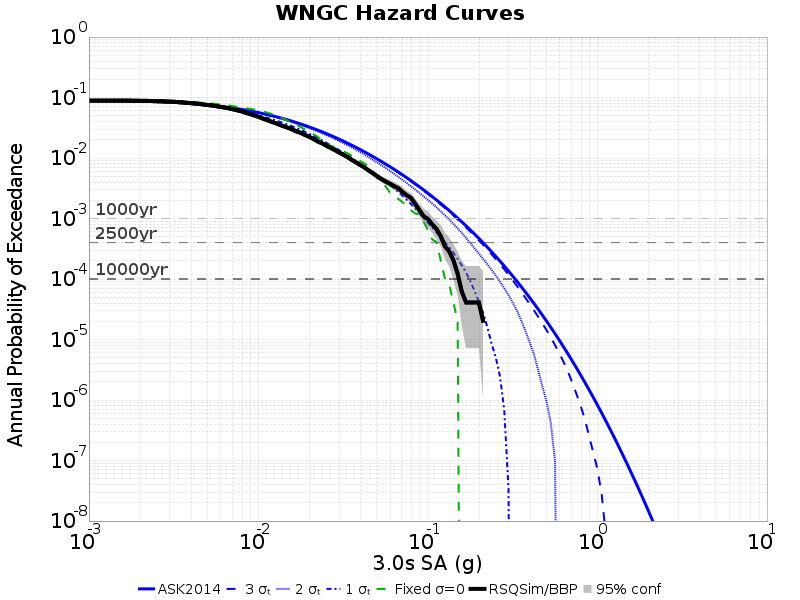 WNGC Hazard Curves
Annual Probability of Exceedance
10^0
10^-1
10^-2
10^-3
10^-4
10^-5
10^-6
10^-7
10^-8
1000yr
2500yr
10000yr
10^-3 10^-2 10^-1 10^0 10^1
3.0s SA (g)
ASK2014 3 σₜ 2 σₜ 1 σₜ Fixed σ=0 RSQSim/BBP 95% conf